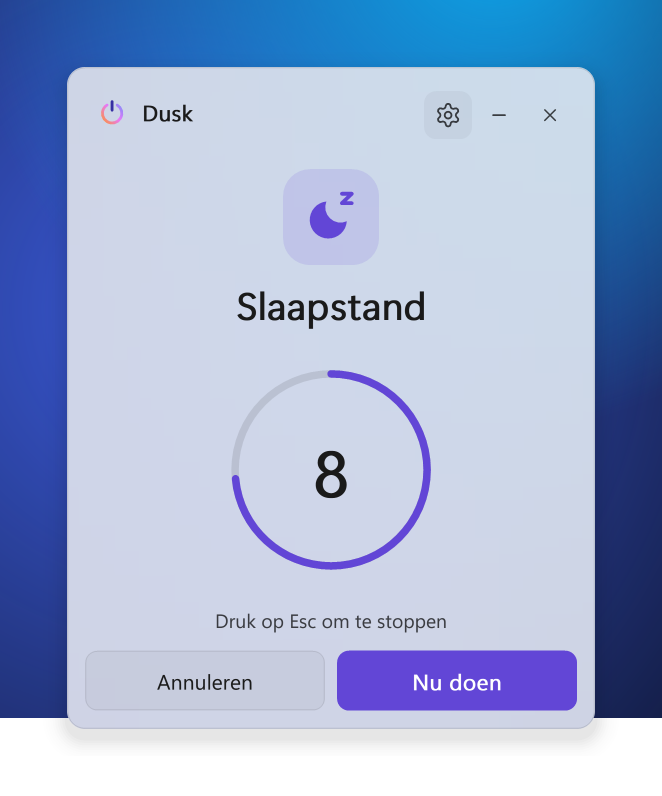 Dusk
z
Slaapstand
8
Druk op Esc om te stoppen
Annuleren
Nu doen